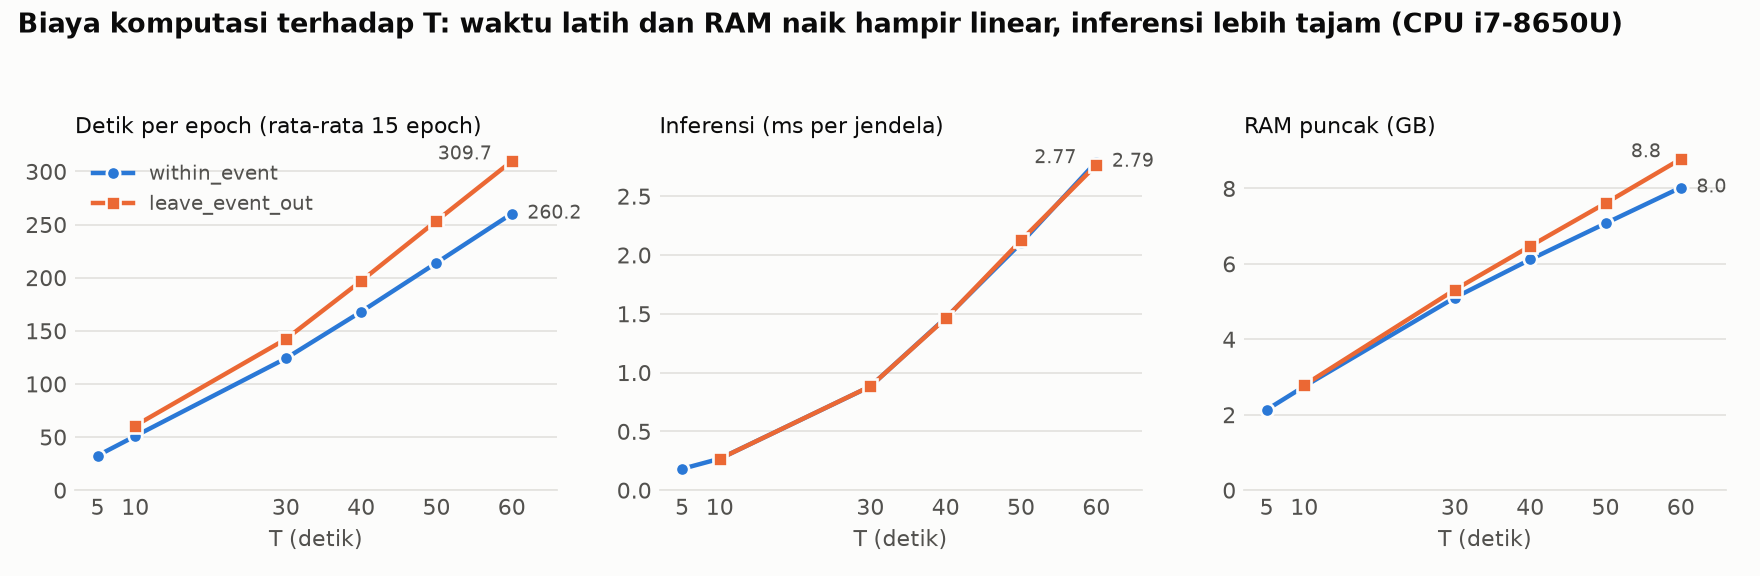 Biaya komputasi terhadap T: waktu latih dan RAM naik hampir linear, inferensi lebih tajam (CPU i7-8650U)
Detik per epoch (rata-rata 15 epoch)
309.7
300
within_event
leave_event_out
260.2
250
200
150
100
50
0
5 10 30 40 50 60
T (detik)
Inferensi (ms per jendela)
2.77 2.79
2.5
2.0
1.5
1.0
0.5
0.0
5 10 30 40 50 60
T (detik)
RAM puncak (GB)
8.8
8.0
8
6
4
2
0
5 10 30 40 50 60
T (detik)